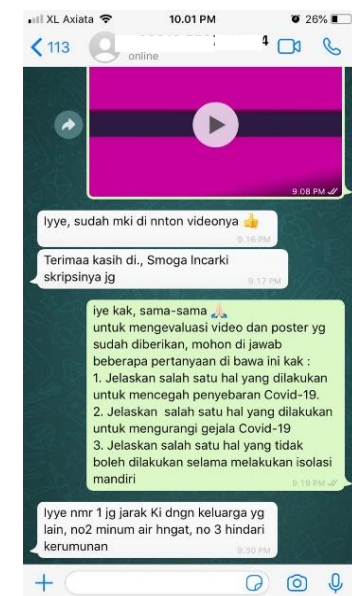 XL Axiata 10.01 PM 26%
113
4
online
9.08 PM
Iyye, sudah mki di nnton videonya
9.16 PM
Terimaa kasih di., Smoga lncarki
skripsinya jg
9.17 PM
iye kak, sama-sama
untuk mengevaluasi video dan poster yg
sudah diberikan, mohon di jawab
beberapa pertanyaan di bawa ini kak :
1. Jelaskan salah satu hal yang dilakukan
untuk mencegah penyebaran Covid-19.
2. Jelaskan salah satu hal yang dilakukan
untuk mengurangi gejala Covid-19
3. Jelaskan salah satu hal yang tidak
boleh dilakukan selama melakukan isolasi
mandiri
9.19 PM
Iyye nmr 1 jg jarak Ki dngn keluarga yg
lain, no2 minum air hngat, no 3 hindari
kerumunan
9.30 PM